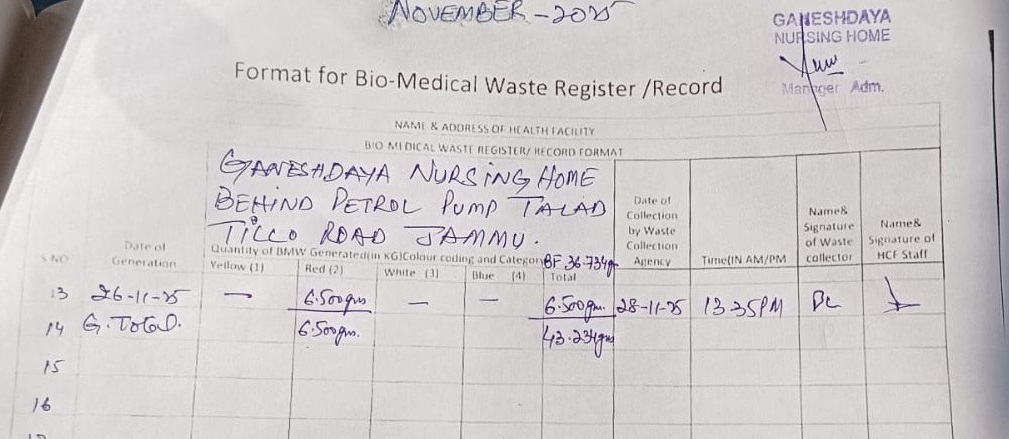 NOVEMBER - 2025
GANESHDAYA
NURSING HOME
Manager Adm.
Format for Bio-Medical Waste Register /Record
NAME & ADDRESS OF HEALTH FACILITY
BIO MEDICAL WASTE REGISTER/ RECORD FORMAT
GANESHDAYA NURSING HOME
BEHIND PETROL PUMP TALAB
TILLO ROAD JAMMU.
S NO
Date of Generation
Quantity of BMW Generated(in KG)Colour coding and Category
BF 36.734g
Yellow (1) Red (2) White (3) Blue (4) Total
Date of Collection by Waste Collection Agency
Time(IN AM/PM
Name& Signature of Waste collector
Name& Signature of HCF Staff
13 26-11-25 — 6.500gms — — 6.500gm. 28-11-25 13.35PM
14 G. Total. 6.500gm. 43.234gms
15
16